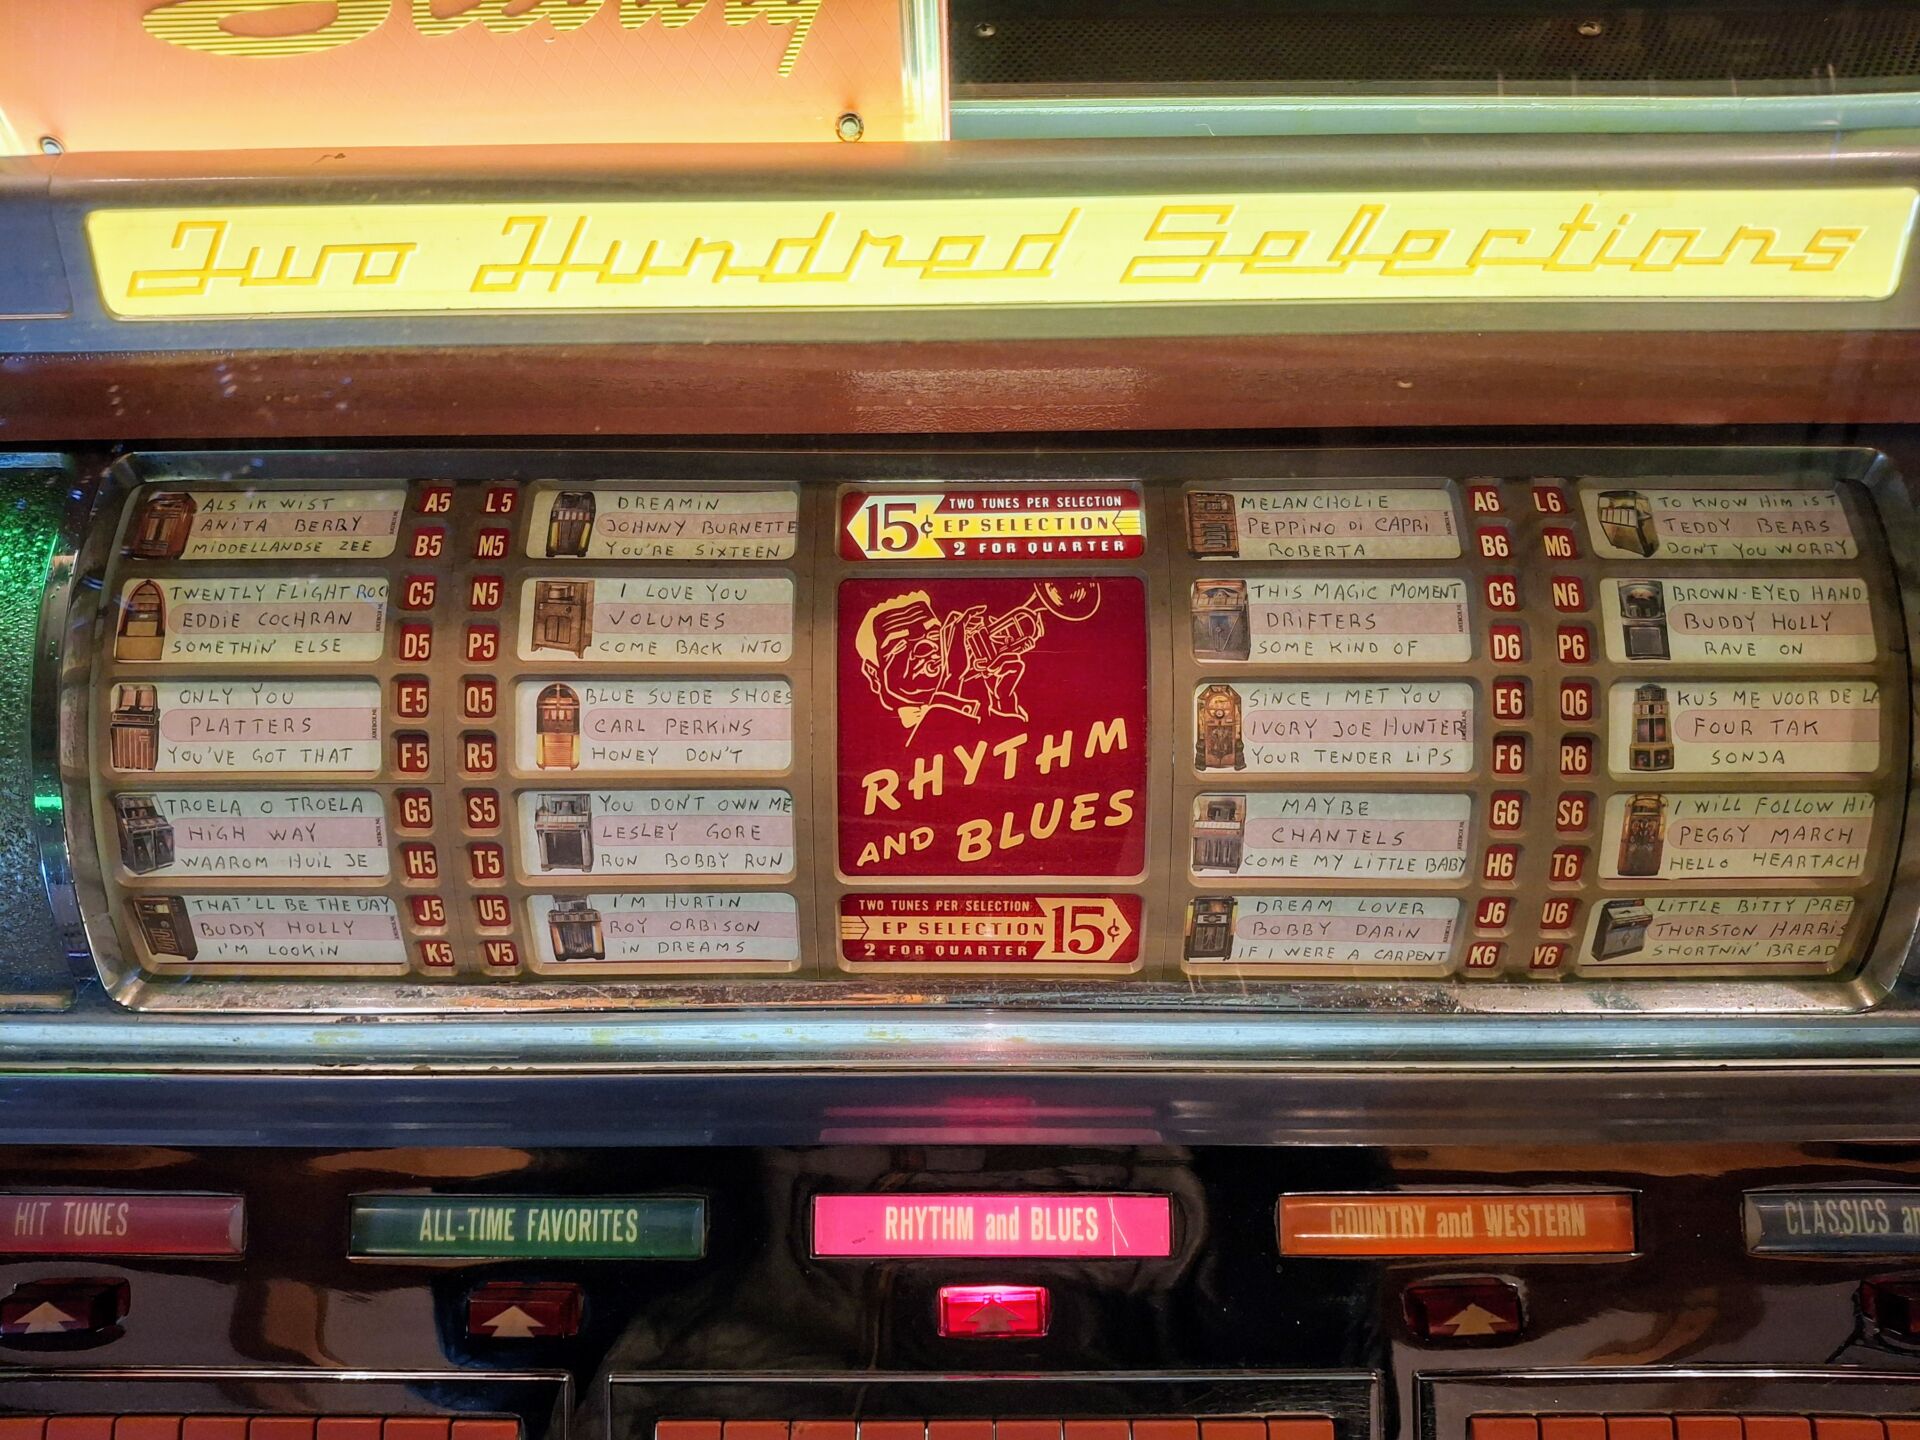 Two Hundred Selections
ALS IK WIST
ANITA BERRY
MIDDELLANDSE ZEE
A5
B5
TWENTLY FLIGHT ROC
EDDIE COCHRAN
SOMETHIN' ELSE
C5
D5
ONLY YOU
PLATTERS
YOU'VE GOT THAT
E5
F5
TROELA O TROELA
HIGH WAY
WAAROM HUIL JE
G5
H5
THAT'LL BE THE DAY
BUDDY HOLLY
I'M LOOKIN
J5
K5
L5
M5
DREAMIN
JOHNNY BURNETTE
YOU'RE SIXTEEN
N5
P5
I LOVE YOU
VOLUMES
COME BACK INTO
Q5
R5
BLUE SUEDE SHOES
CARL PERKINS
HONEY DON'T
S5
T5
YOU DON'T OWN ME
LESLEY GORE
RUN BOBBY RUN
U5
V5
I'M HURTIN
ROY ORBISON
IN DREAMS
15¢
TWO TUNES PER SELECTION
EP SELECTION
2 FOR QUARTER
RHYTHM
AND BLUES
TWO TUNES PER SELECTION
EP SELECTION
2 FOR QUARTER
15¢
MELANCHOLIE
PEPPINO DI CAPRI
ROBERTA
A6
B6
THIS MAGIC MOMENT
DRIFTERS
SOME KIND OF
C6
D6
SINCE I MET YOU
IVORY JOE HUNTER
YOUR TENDER LIPS
E6
F6
MAYBE
CHANTELS
COME MY LITTLE BABY
G6
H6
DREAM LOVER
BOBBY DARIN
IF I WERE A CARPENT
J6
K6
L6
M6
TO KNOW HIM IS T
TEDDY BEARS
DON'T YOU WORRY
N6
P6
BROWN-EYED HAND
BUDDY HOLLY
RAVE ON
Q6
R6
KUS ME VOOR DE LA
FOUR TAK
SONJA
S6
T6
I WILL FOLLOW HI
PEGGY MARCH
HELLO HEARTACH
U6
V6
LITTLE BITTY PRET
THURSTON HARRIS
SHORTNIN' BREAD
HIT TUNES
ALL-TIME FAVORITES
RHYTHM and BLUES
COUNTRY and WESTERN
CLASSICS an